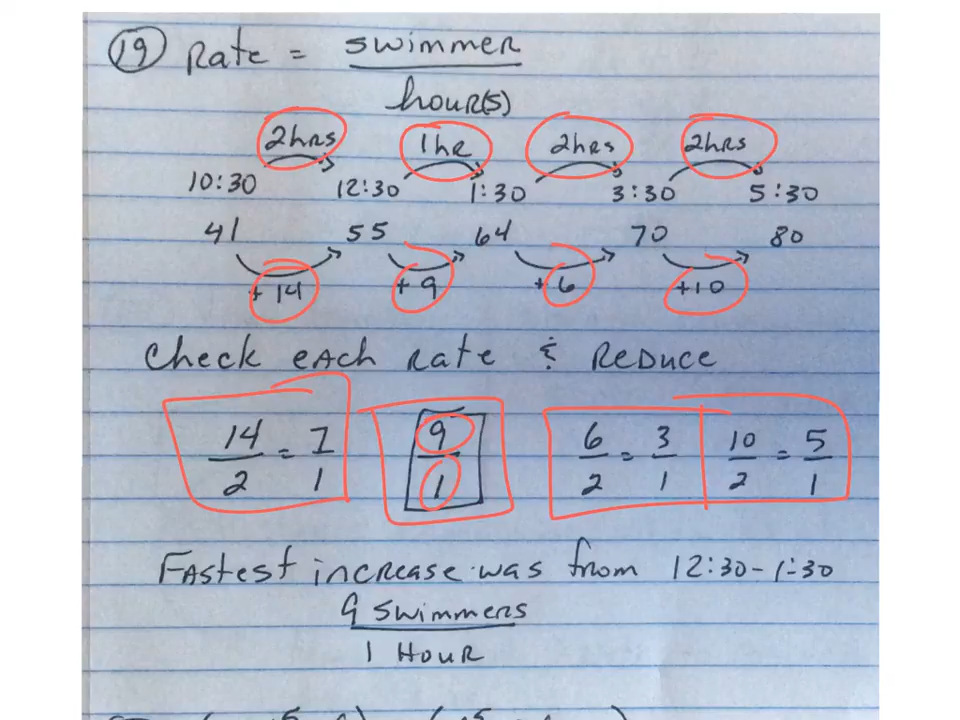 19 Rate = swimmer
hour(s)
2hrs 1hr 2hrs 2hrs
10:30 12:30 1:30 3:30 5:30
41 55 64 70 80
+ 14 + 9 + 6 +10
Check each Rate & Reduce
14/2 = 7/1 9/1 6/2 = 3/1 10/2 = 5/1
Fastest increase was from 12:30-1:30
9 Swimmers
1 Hour